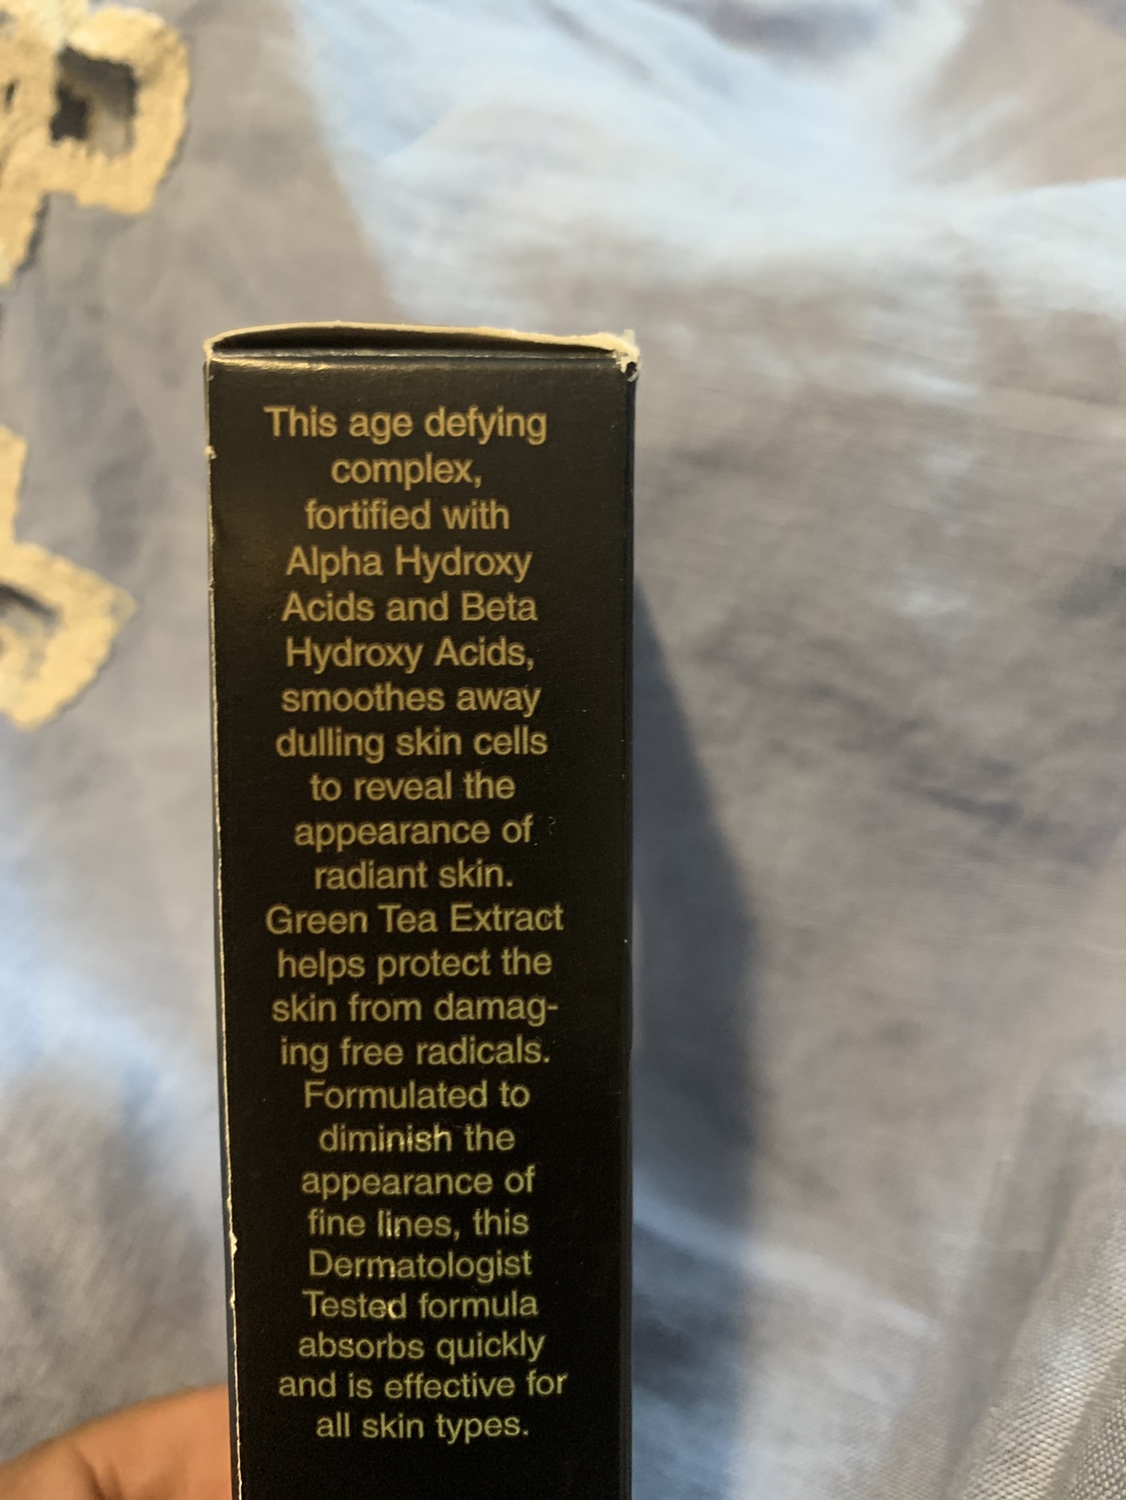 This age defying
complex,
fortified with
Alpha Hydroxy
Acids and Beta
Hydroxy Acids,
smoothes away
dulling skin cells
to reveal the
appearance of
radiant skin.
Green Tea Extract
helps protect the
skin from damag-
ing free radicals.
Formulated to
diminish the
appearance of
fine lines, this
Dermatologist
Tested formula
absorbs quickly
and is effective for
all skin types.